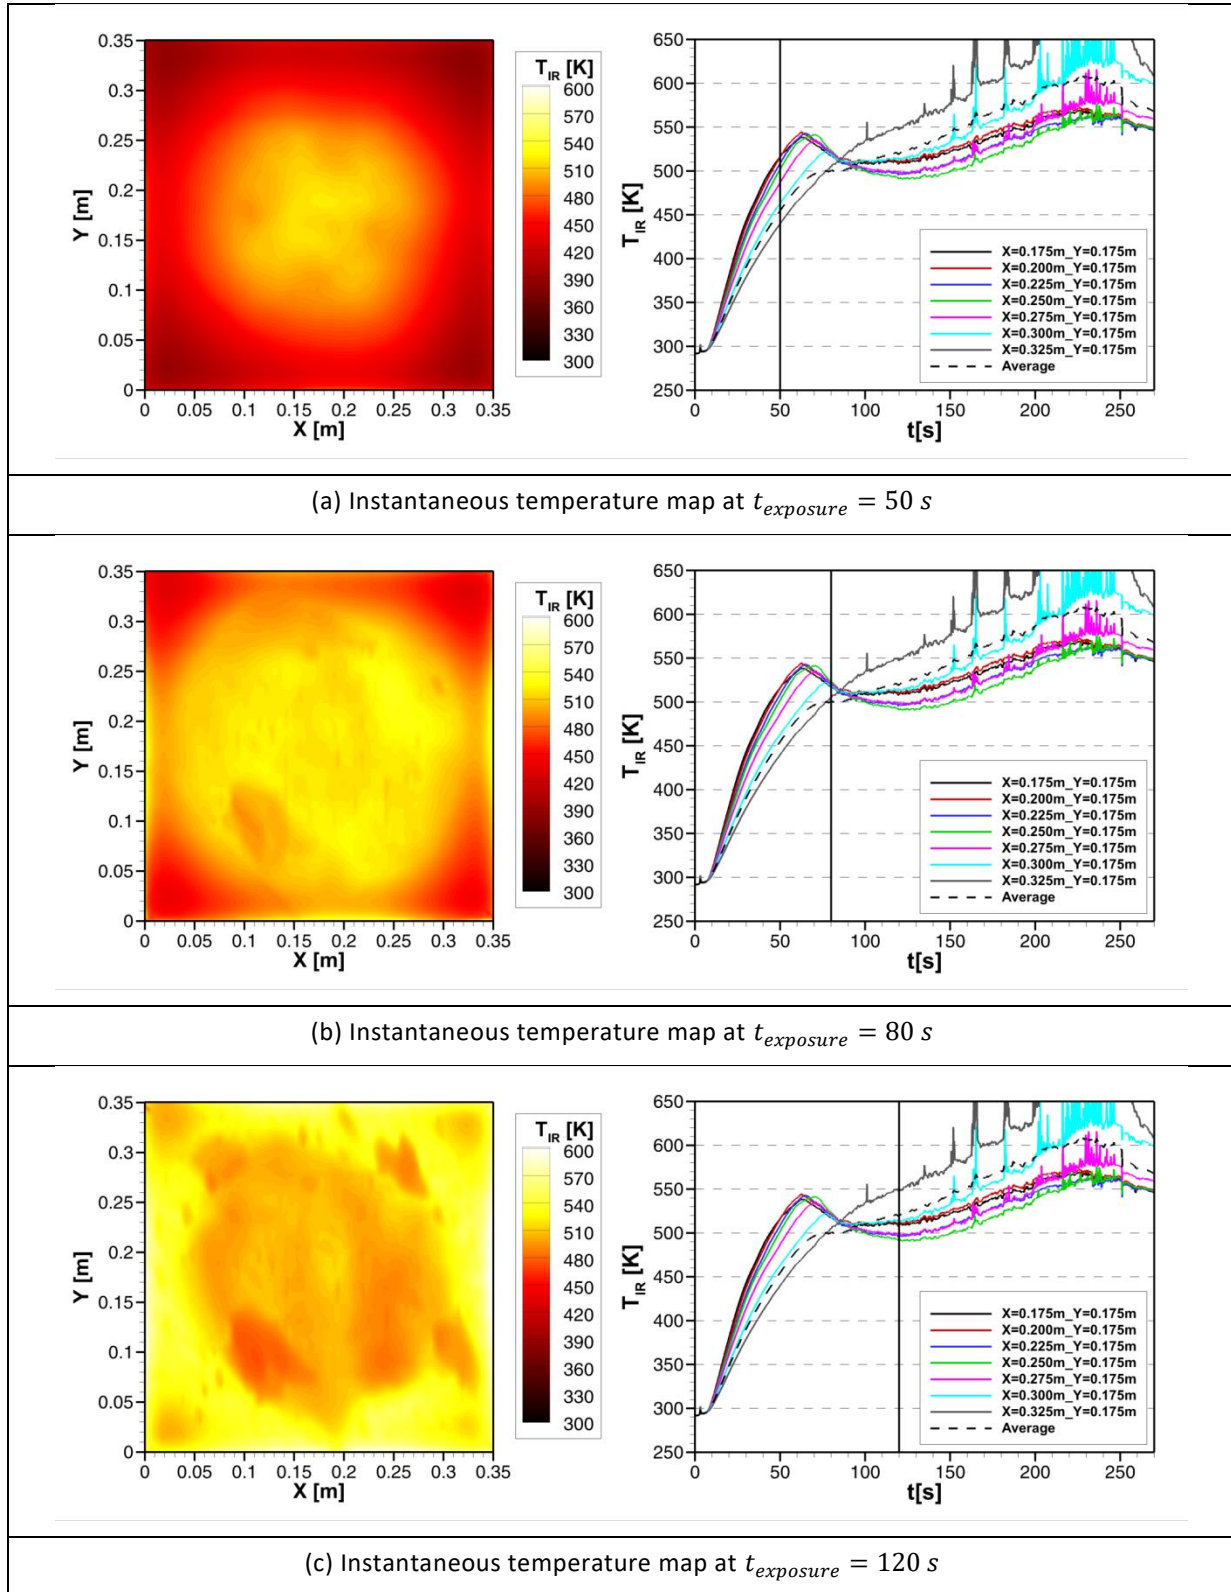 0.35
0.3
0.25
0.2
0.15
0.1
0.05
0
Y [m]
0 0.05 0.1 0.15 0.2 0.25 0.3 0.35
X [m]
T_IR [K]
600
570
540
510
480
450
420
390
360
330
300
650
600
550
500
450
400
350
300
250
T_IR [K]
X=0.175m_Y=0.175m
X=0.200m_Y=0.175m
X=0.225m_Y=0.175m
X=0.250m_Y=0.175m
X=0.275m_Y=0.175m
X=0.300m_Y=0.175m
X=0.325m_Y=0.175m
Average
0 50 100 150 200 250
t[s]
(a) Instantaneous temperature map at t_exposure = 50 s
0.35
0.3
0.25
0.2
0.15
0.1
0.05
0
Y [m]
0 0.05 0.1 0.15 0.2 0.25 0.3 0.35
X [m]
T_IR [K]
600
570
540
510
480
450
420
390
360
330
300
650
600
550
500
450
400
350
300
250
T_IR [K]
X=0.175m_Y=0.175m
X=0.200m_Y=0.175m
X=0.225m_Y=0.175m
X=0.250m_Y=0.175m
X=0.275m_Y=0.175m
X=0.300m_Y=0.175m
X=0.325m_Y=0.175m
Average
0 50 100 150 200 250
t[s]
(b) Instantaneous temperature map at t_exposure = 80 s
0.35
0.3
0.25
0.2
0.15
0.1
0.05
0
Y [m]
0 0.05 0.1 0.15 0.2 0.25 0.3 0.35
X [m]
T_IR [K]
600
570
540
510
480
450
420
390
360
330
300
650
600
550
500
450
400
350
300
250
T_IR [K]
X=0.175m_Y=0.175m
X=0.200m_Y=0.175m
X=0.225m_Y=0.175m
X=0.250m_Y=0.175m
X=0.275m_Y=0.175m
X=0.300m_Y=0.175m
X=0.325m_Y=0.175m
Average
0 50 100 150 200 250
t[s]
(c) Instantaneous temperature map at t_exposure = 120 s